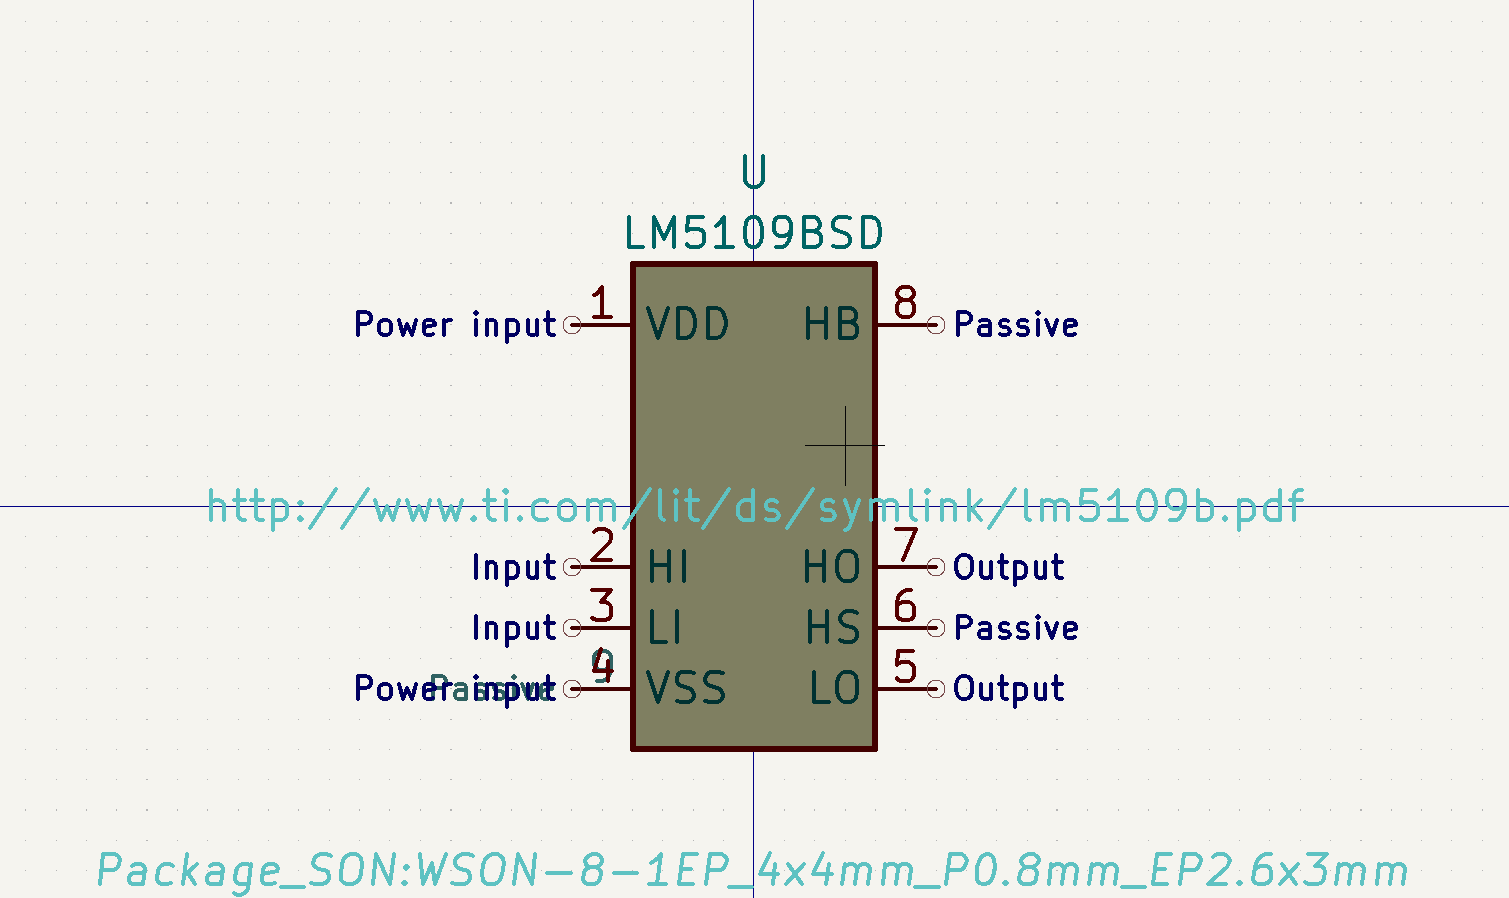 U
LM5109BSD
Power input 1 VDD HB 8 Passive
http://www.ti.com/lit/ds/symlink/lm5109b.pdf
Input 2 HI HO 7 Output
Input 3 LI HS 6 Passive
Power input Passive 4 9 VSS LO 5 Output
Package_SON:WSON-8-1EP_4x4mm_P0.8mm_EP2.6x3mm